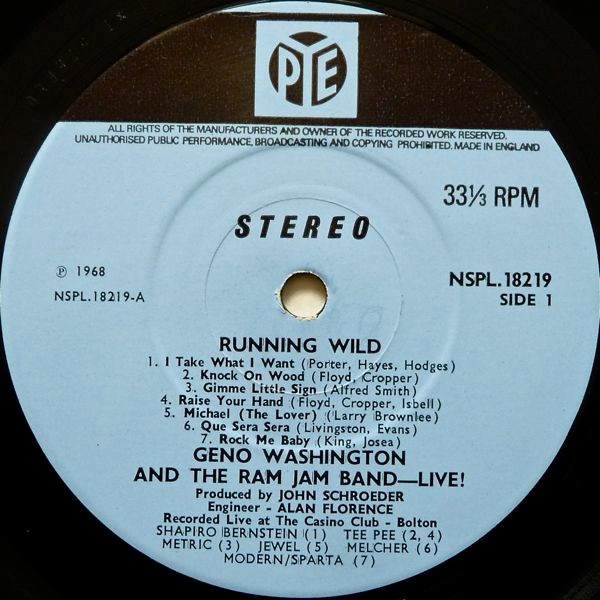 PYE
ALL RIGHTS OF THE MANUFACTURERS AND OWNER OF THE RECORDED WORK RESERVED.
UNAUTHORISED PUBLIC PERFORMANCE, BROADCASTING AND COPYING PROHIBITED. MADE IN ENGLAND
33⅓ RPM
STEREO
Ⓟ 1968
NSPL.18219-A
NSPL.18219
SIDE 1
RUNNING WILD
1. I Take What I Want (Porter, Hayes, Hodges)
2. Knock On Wood (Floyd, Cropper)
3. Gimme Little Sign (Alfred Smith)
4. Raise Your Hand (Floyd, Cropper, Isbell)
5. Michael (The Lover) (Larry Brownlee)
6. Que Sera Sera (Livingston, Evans)
7. Rock Me Baby (King, Josea)
GENO WASHINGTON
AND THE RAM JAM BAND—LIVE!
Produced by JOHN SCHROEDER
Engineer - ALAN FLORENCE
Recorded Live at The Casino Club - Bolton
SHAPIRO BERNSTEIN (1) TEE PEE (2, 4)
METRIC (3) JEWEL (5) MELCHER (6)
MODERN/SPARTA (7)